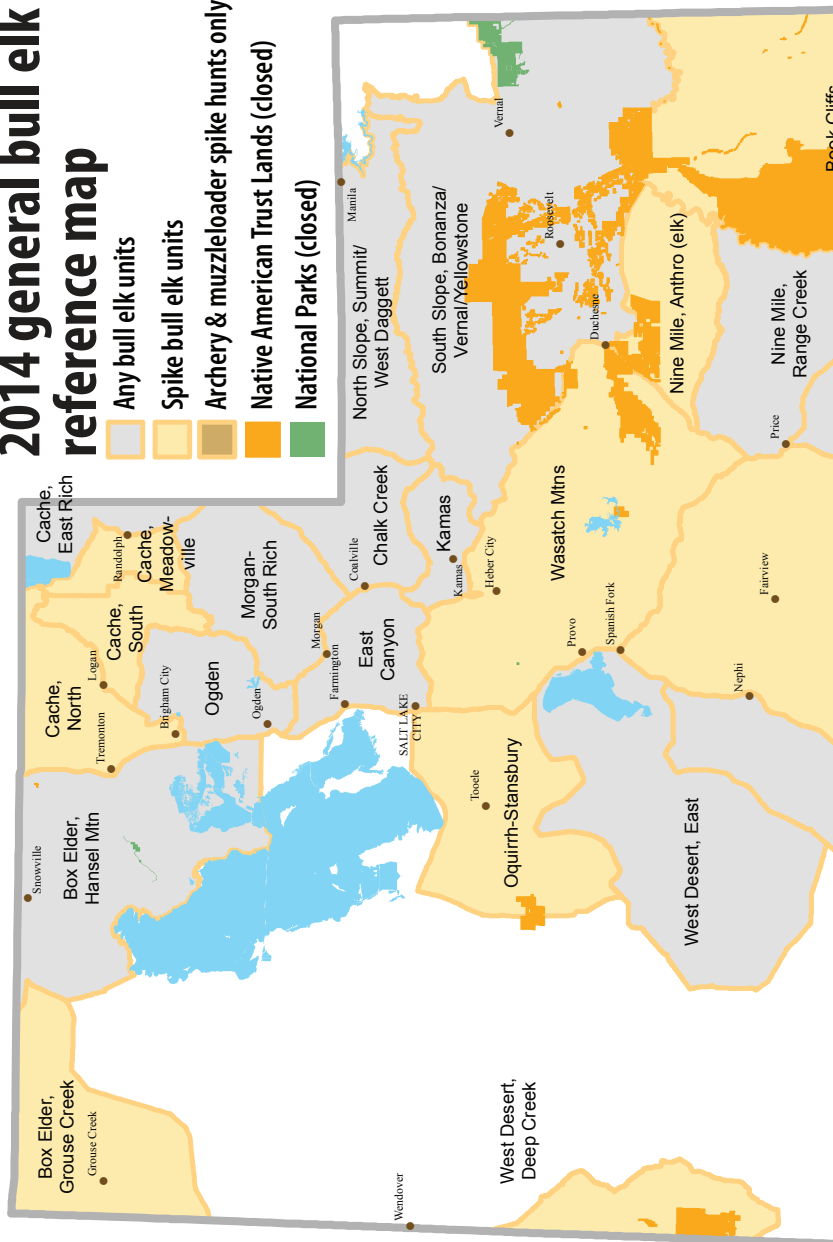 2014 general bull elk
reference map
Any bull elk units
Spike bull elk units
Archery & muzzleloader spike hunts only
Native American Trust Lands (closed)
National Parks (closed)
Box Elder,
Grouse Creek
Grouse Creek
Snowville
Box Elder,
Hansel Mtn
Cache,
North
Tremonton
Logan
Cache,
South
Cache,
East Rich
Randolph
Cache,
Meadow-
ville
Brigham City
Ogden
Ogden
Morgan-
South Rich
Morgan
Farmington
East
Canyon
Coalville
Chalk Creek
North Slope, Summit/
West Daggett
Manila
Wendover
SALT LAKE
CITY
Kamas
Kamas
Heber City
South Slope, Bonanza/
Vernal/Yellowstone
Vernal
Roosevelt
Duchesne
Tooele
Oquirrh-Stansbury
Wasatch Mtns
Provo
Spanish Fork
West Desert,
Deep Creek
West Desert, East
Nephi
Fairview
Price
Nine Mile, Anthro (elk)
Nine Mile,
Range Creek